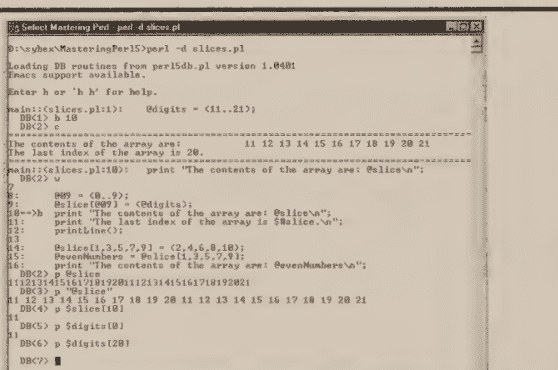 Select Mastering Perl - perl -d slices.pl
D:\sybex\MasteringPerl5>perl -d slices.pl
Loading DB routines from perl5db.pl version 1.0401
Emacs support available.
Enter h or `h h' for help.
main::(slices.pl:1):    @digits = (11..21);
DB<1> b 10
DB<2> c
====================================================================
The contents of the array are:          11 12 13 14 15 16 17 18 19 20 21
The last index of the array is 20.
====================================================================
main::(slices.pl:10):   print "The contents of the array are: @slice\n";
DB<2> w
7
8:      @09 = (0..9);
9:      @slice[@09] = (@digits);
10==>b  print "The contents of the array are: @slice\n";
11:     print "The last index of the array is $#slice.\n";
12:     printLine();
13
14:     @slice[1,3,5,7,9] = (2,4,6,8,10);
15:     @evenNumbers = @slice[1,3,5,7,9];
16:     print "The contents of the array are: @evenNumbers\n";
DB<2> p @slice
11121314151617181920111213141516171819​2021
DB<3> p "@slice"
11 12 13 14 15 16 17 18 19 20 11 12 13 14 15 16 17 18 19 20 21
DB<4> p $slice[10]
11
DB<5> p $digits[0]
11
DB<6> p $digits[20]
DB<7>